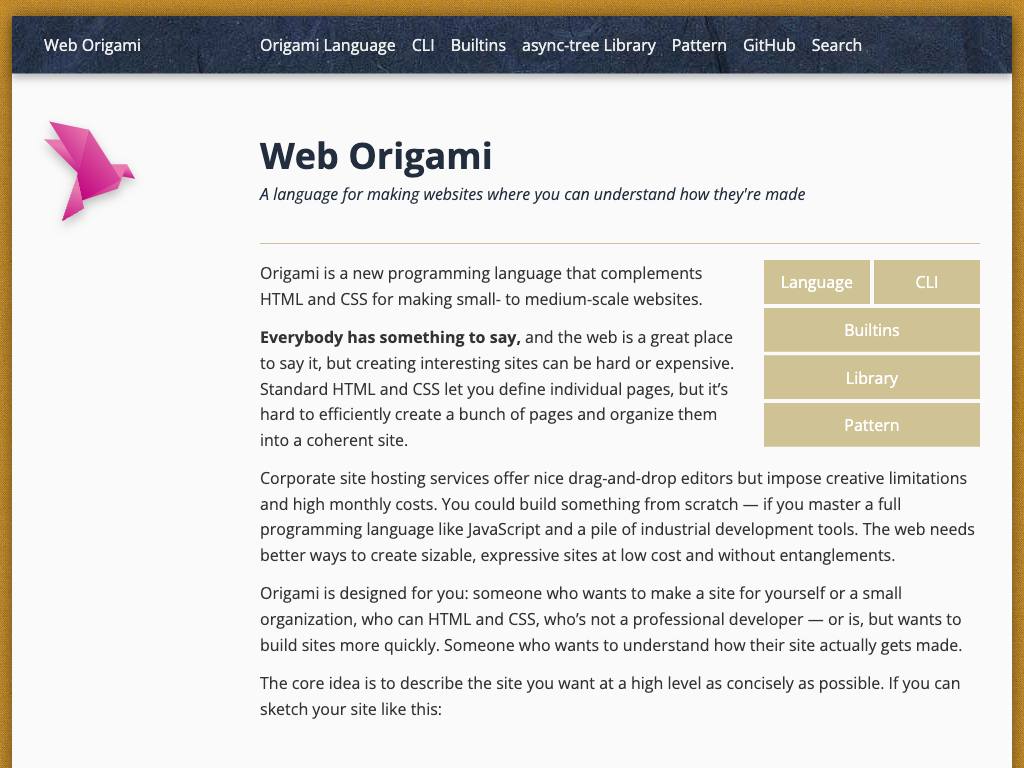 Web Origami
Origami Language CLI Builtins async-tree Library Pattern GitHub Search
Web Origami
A language for making websites where you can understand how they're made
Origami is a new programming language that complements
HTML and CSS for making small- to medium-scale websites.
Everybody has something to say, and the web is a great place
to say it, but creating interesting sites can be hard or expensive.
Standard HTML and CSS let you define individual pages, but it’s
hard to efficiently create a bunch of pages and organize them
into a coherent site.
Language CLI
Builtins
Library
Pattern
Corporate site hosting services offer nice drag-and-drop editors but impose creative limitations
and high monthly costs. You could build something from scratch — if you master a full
programming language like JavaScript and a pile of industrial development tools. The web needs
better ways to create sizable, expressive sites at low cost and without entanglements.
Origami is designed for you: someone who wants to make a site for yourself or a small
organization, who can HTML and CSS, who’s not a professional developer — or is, but wants to
build sites more quickly. Someone who wants to understand how their site actually gets made.
The core idea is to describe the site you want at a high level as concisely as possible. If you can
sketch your site like this: